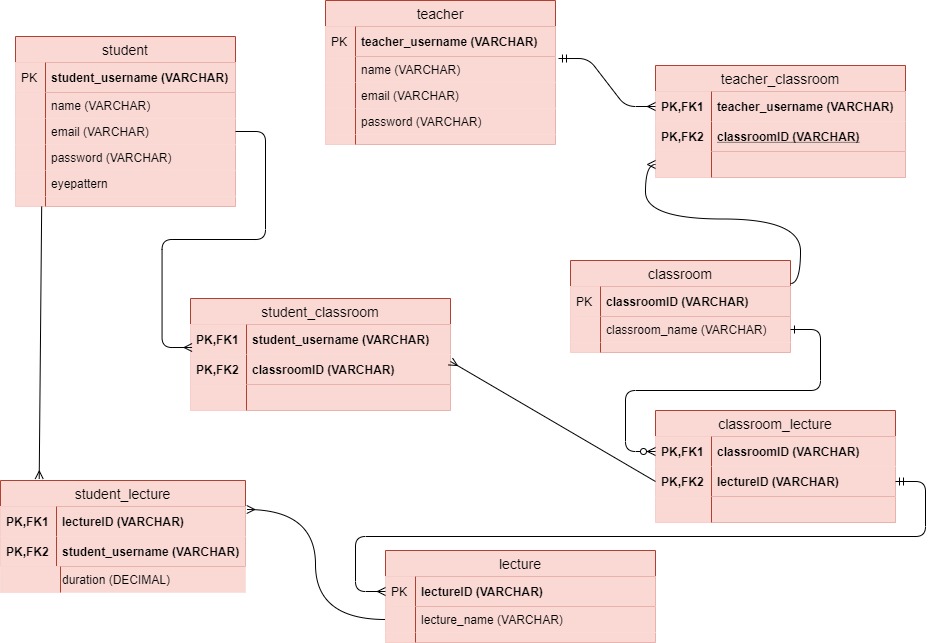 teacher
PK teacher_username (VARCHAR)
name (VARCHAR)
email (VARCHAR)
password (VARCHAR)
student
PK student_username (VARCHAR)
name (VARCHAR)
email (VARCHAR)
password (VARCHAR)
eyepattern
teacher_classroom
PK,FK1 teacher_username (VARCHAR)
PK,FK2 classroomID (VARCHAR)
classroom
PK classroomID (VARCHAR)
classroom_name (VARCHAR)
student_classroom
PK,FK1 student_username (VARCHAR)
PK,FK2 classroomID (VARCHAR)
classroom_lecture
PK,FK1 classroomID (VARCHAR)
PK,FK2 lectureID (VARCHAR)
student_lecture
PK,FK1 lectureID (VARCHAR)
PK,FK2 student_username (VARCHAR)
duration (DECIMAL)
lecture
PK lectureID (VARCHAR)
lecture_name (VARCHAR)